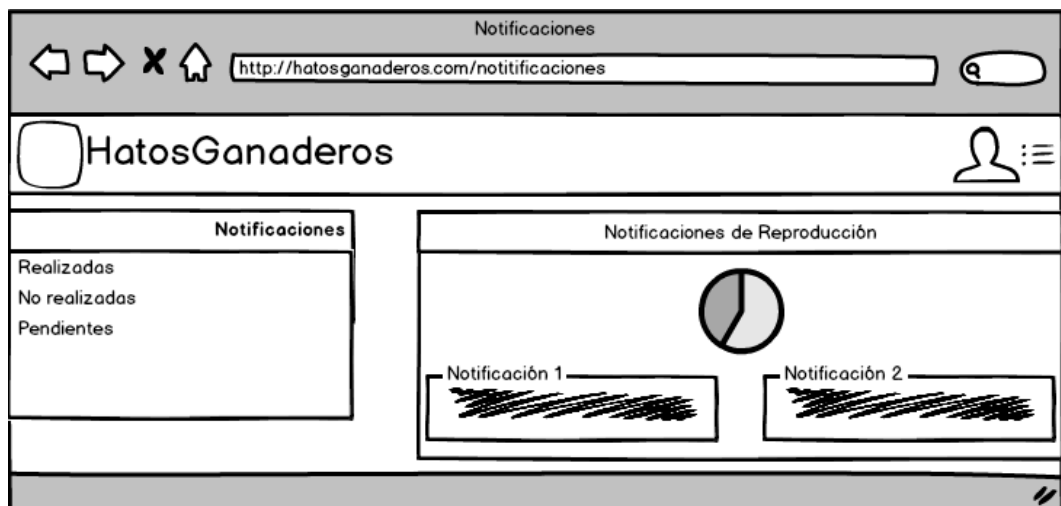 Notificaciones
http://hatosganaderos.com/notitificaciones
HatosGanaderos
Notificaciones
Realizadas
No realizadas
Pendientes
Notificaciones de Reproducción
Notificación 1
Notificación 2